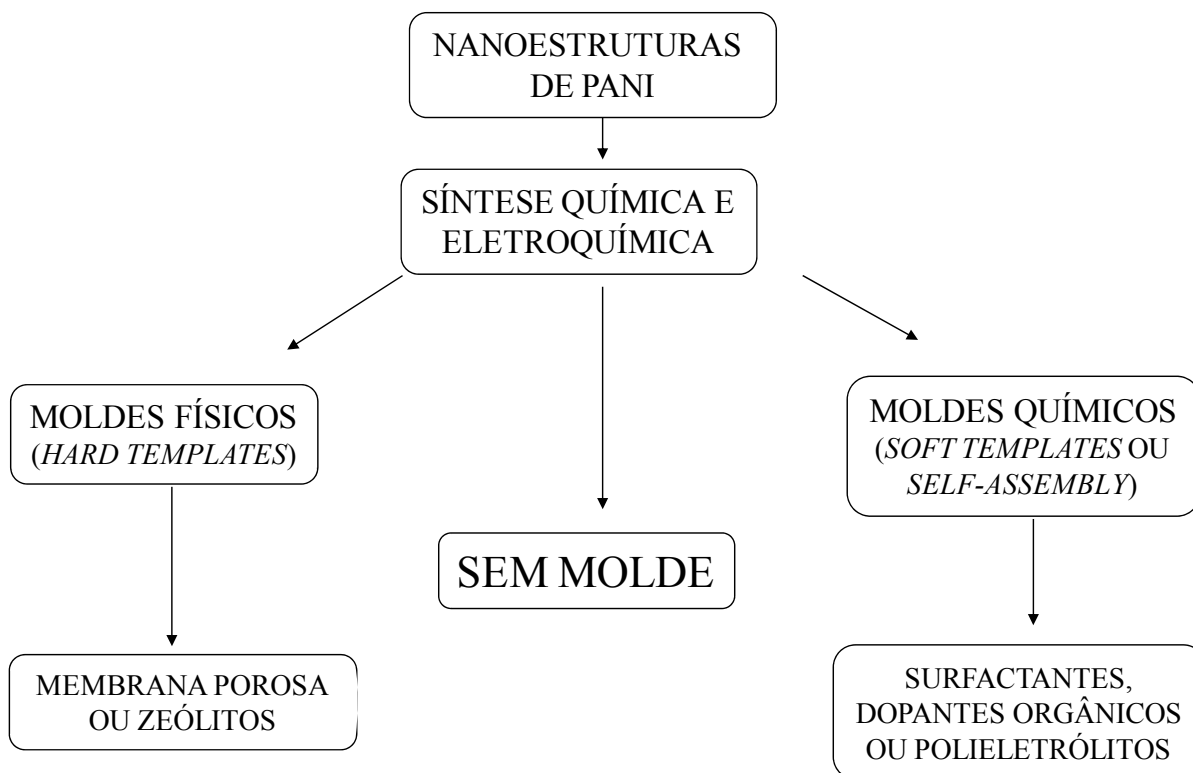 NANOESTRUTURAS
DE PANI
SÍNTESE QUÍMICA E
ELETROQUÍMICA
MOLDES FÍSICOS
(HARD TEMPLATES)
SEM MOLDE
MOLDES QUÍMICOS
(SOFT TEMPLATES OU
SELF-ASSEMBLY)
MEMBRANA POROSA
OU ZEÓLITOS
SURFACTANTES,
DOPANTES ORGÂNICOS
OU POLIELETRÓLITOS